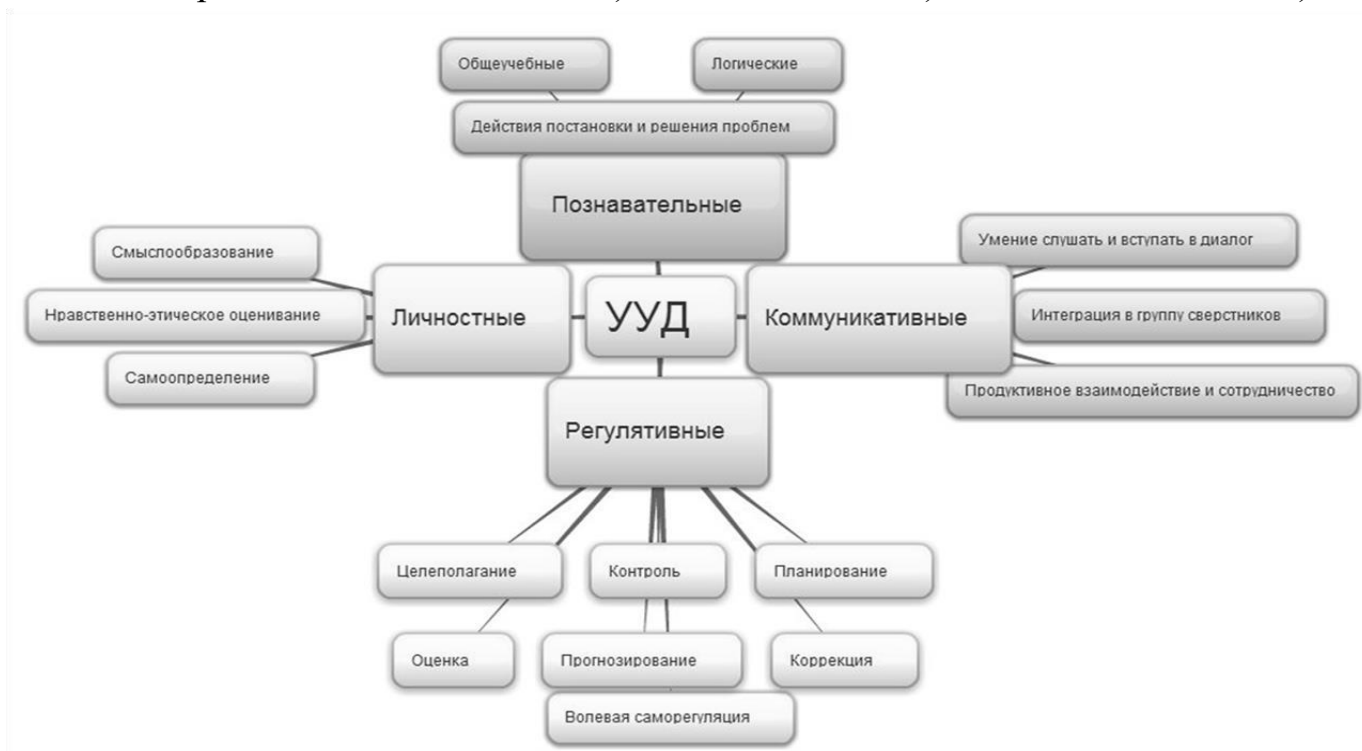 Общеучебные
Логические
Действия постановки и решения проблем
Познавательные
Смыслообразование
Нравственно-этическое оценивание
Самоопределение
Личностные
УУД
Коммуникативные
Умение слушать и вступать в диалог
Интеграция в группу сверстников
Продуктивное взаимодействие и сотрудничество
Регулятивные
Целеполагание
Контроль
Планирование
Оценка
Прогнозирование
Коррекция
Волевая саморегуляция